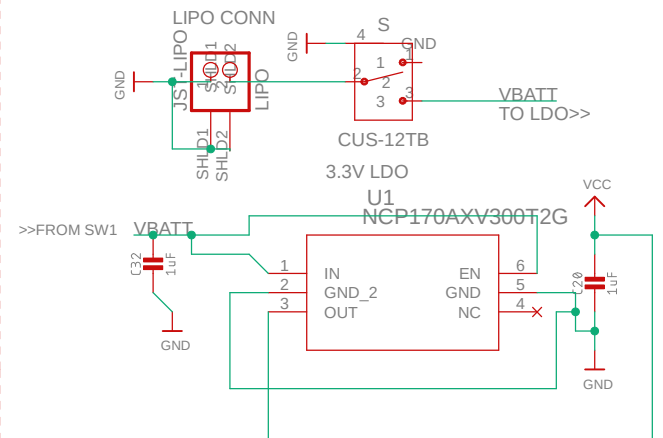 LIPO CONN
S
4
GND
GND
JS
-LIPO
SHLD1
SHLD2
1
2
LIPO
GND
1
2
2
3
3
VBATT
TO LDO>>
SHLD1
SHLD2
CUS-12TB
3.3V LDO
VCC
U1
NCP170AXV300T2G
>>FROM SW1
VBATT
C32
1uF
1
IN
EN
6
2
GND_2
GND
5
3
OUT
NC
4
C20
1uF
GND
GND